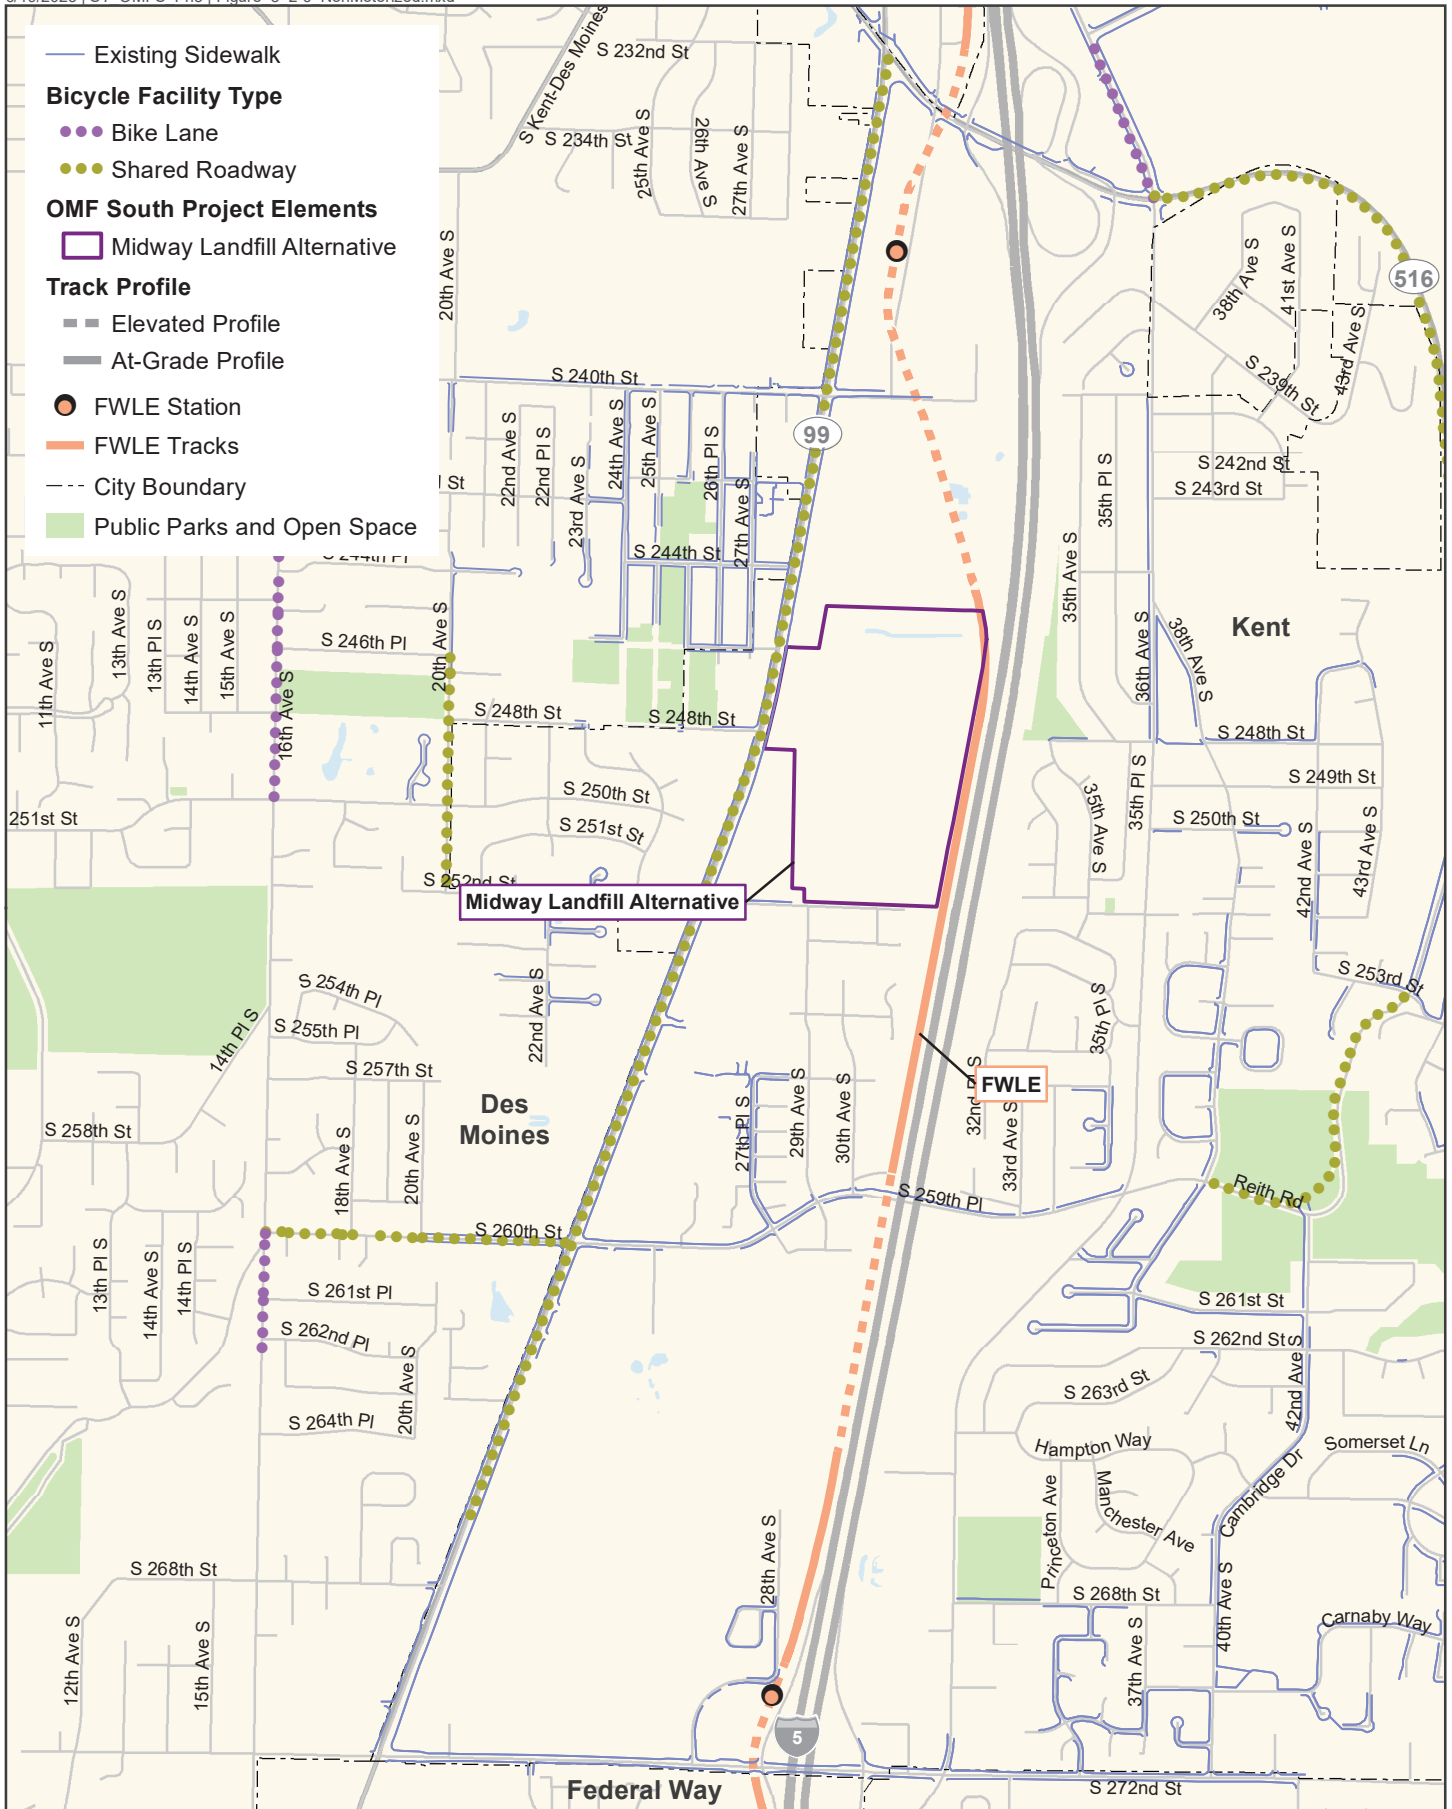 Existing Sidewalk
Bicycle Facility Type
Bike Lane
Shared Roadway
OMF South Project Elements
Midway Landfill Alternative
Track Profile
Elevated Profile
At-Grade Profile
FWLE Station
FWLE Tracks
City Boundary
Public Parks and Open Space
S Kent-Des Moines
S 232nd St
S 234th St
25th Ave S
26th Ave S
27th Ave S
20th Ave S
38th Ave S
41st Ave S
516
43rd Ave S
S 239th St
S 240th St
99
22nd Ave S
22nd Pl S
23rd Ave S
24th Ave S
25th Ave S
26th Pl S
27th Ave S
St
35th Pl S
S 242nd St
S 243rd St
S 244th Pl
S 244th St
35th Ave S
36th Ave S
38th Ave S
Kent
11th Ave S
13th Ave S
13th Pl S
14th Ave S
15th Ave S
S 246th Pl
20th Ave S
16th Ave S
S 248th St
S 248th St
S 248th St
S 249th St
35th Pl S
35th Ave S
S 250th St
S 250th St
42nd Ave S
43rd Ave S
251st St
S 251st St
S 252nd St
Midway Landfill Alternative
S 253rd St
S 254th Pl
S 255th Pl
14th Pl S
22nd Ave S
35th Pl S
S 257th St
FWLE
32nd Pl S
33rd Ave S
Des
Moines
S 258th St
18th Ave S
20th Ave S
27th Pl S
29th Ave S
30th Ave S
S 259th Pl
Reith Rd
S 260th St
13th Pl S
14th Ave S
14th Pl S
S 261st Pl
S 261st St
S 262nd Pl
S 262nd St
20th Ave S
S 263rd St
42nd Ave S
S 264th Pl
Hampton Way
Somerset Ln
Princeton Ave
Manchester Ave
Cambridge Dr
28th Ave S
S 268th St
S 268th St
12th Ave S
15th Ave S
37th Ave S
40th Ave S
Carnaby Way
5
Federal Way
S 272nd St